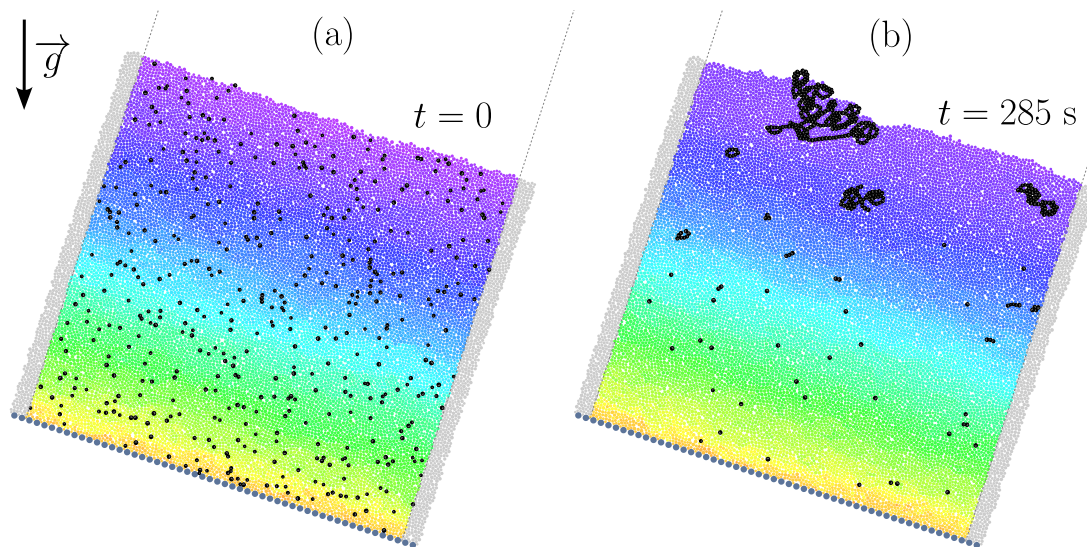 (a)
(b)
g
t = 0
t = 285 s